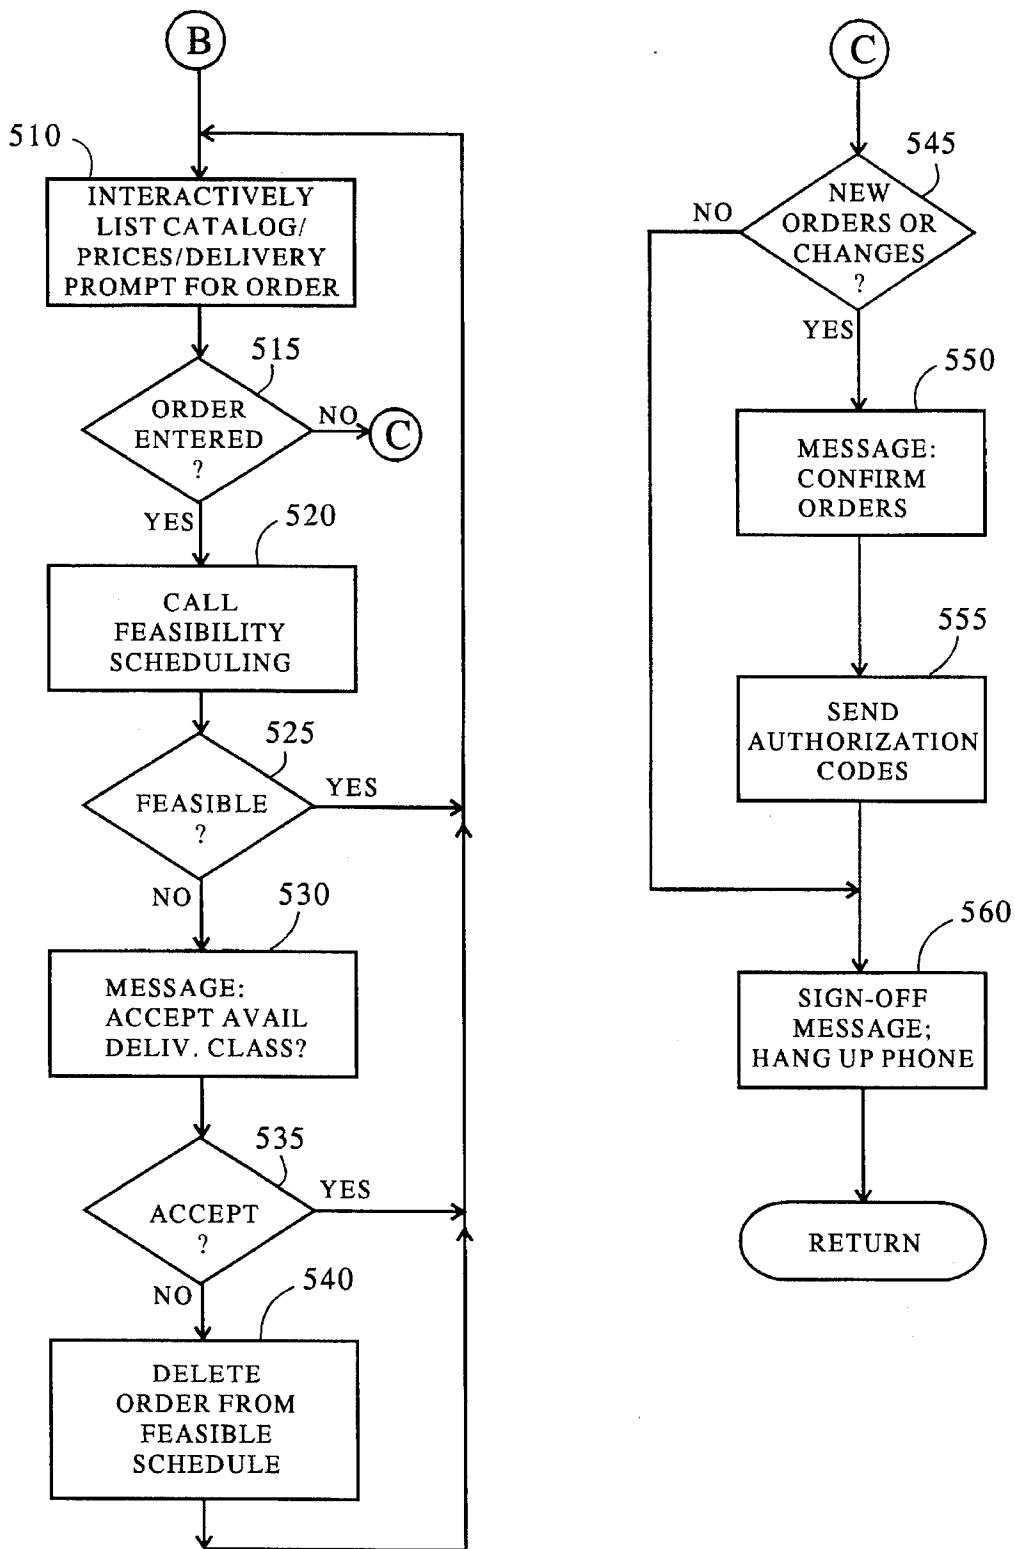 B
510
INTERACTIVELY
LIST CATALOG/
PRICES/DELIVERY
PROMPT FOR ORDER
515
ORDER
ENTERED
?
NO
C
YES
520
CALL
FEASIBILITY
SCHEDULING
525
FEASIBLE
?
YES
NO
530
MESSAGE:
ACCEPT AVAIL
DELIV. CLASS?
535
ACCEPT
?
YES
NO
540
DELETE
ORDER FROM
FEASIBLE
SCHEDULE
C
545
NEW
ORDERS OR
CHANGES
?
NO
YES
550
MESSAGE:
CONFIRM
ORDERS
555
SEND
AUTHORIZATION
CODES
560
SIGN-OFF
MESSAGE;
HANG UP PHONE
RETURN